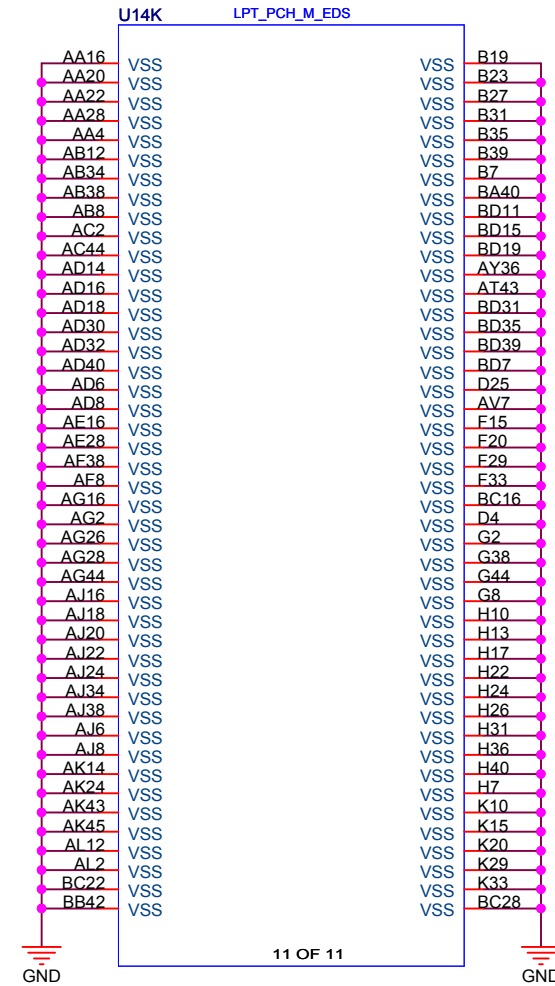 U14K LPT_PCH_M_EDS
AA16 VSS VSS B19
AA20 VSS VSS B23
AA22 VSS VSS B27
AA28 VSS VSS B31
AA4 VSS VSS B35
AB12 VSS VSS B39
AB34 VSS VSS B7
AB38 VSS VSS BA40
AB8 VSS VSS BD11
AC2 VSS VSS BD15
AC44 VSS VSS BD19
AD14 VSS VSS AY36
AD16 VSS VSS AT43
AD18 VSS VSS BD31
AD30 VSS VSS BD35
AD32 VSS VSS BD39
AD40 VSS VSS BD7
AD6 VSS VSS D25
AD8 VSS VSS AV7
AE16 VSS VSS F15
AE28 VSS VSS F20
AF38 VSS VSS F29
AF8 VSS VSS F33
AG16 VSS VSS BC16
AG2 VSS VSS D4
AG26 VSS VSS G2
AG28 VSS VSS G38
AG44 VSS VSS G44
AJ16 VSS VSS G8
AJ18 VSS VSS H10
AJ20 VSS VSS H13
AJ22 VSS VSS H17
AJ24 VSS VSS H22
AJ34 VSS VSS H24
AJ38 VSS VSS H26
AJ6 VSS VSS H31
AJ8 VSS VSS H36
AK14 VSS VSS H40
AK24 VSS VSS H7
AK43 VSS VSS K10
AK45 VSS VSS K15
AL12 VSS VSS K20
AL2 VSS VSS K29
BC22 VSS VSS K33
BB42 VSS VSS BC28
11 OF 11
GND GND